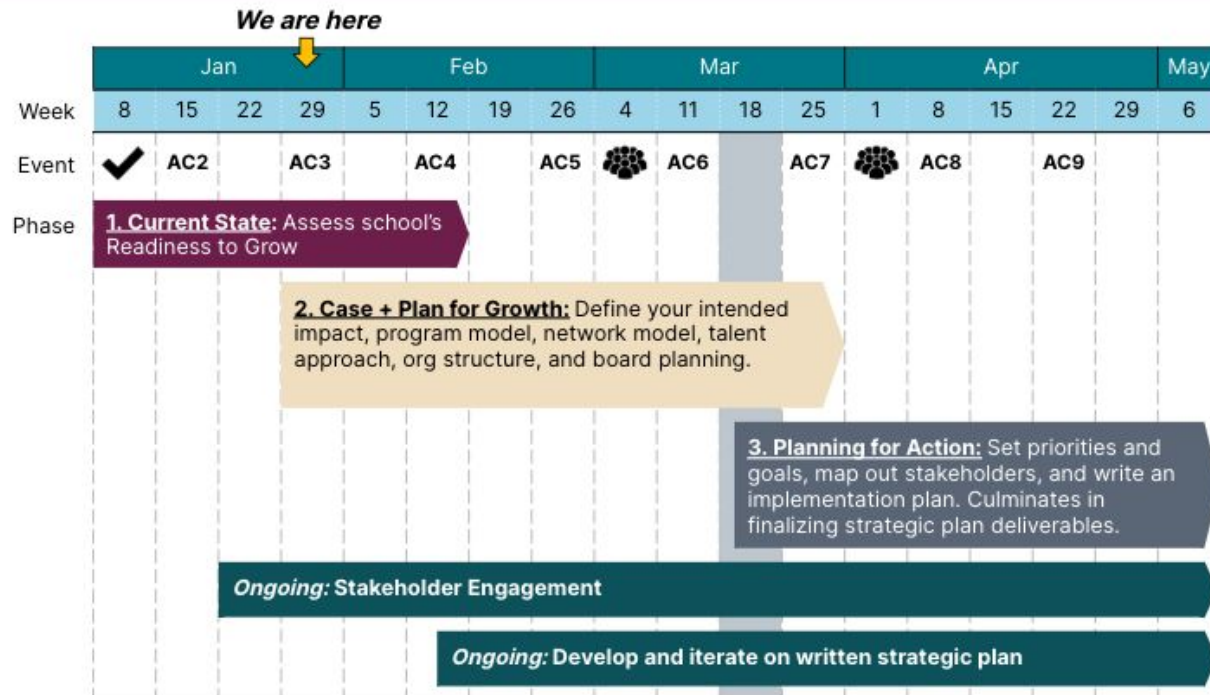 We are here
Jan Feb Mar Apr May
Week 8 15 22 29 5 12 19 26 4 11 18 25 1 8 15 22 29 6
Event AC2 AC3 AC4 AC5 AC6 AC7 AC8 AC9
Phase
1. Current State: Assess school's
Readiness to Grow
2. Case + Plan for Growth: Define your intended
impact, program model, network model, talent
approach, org structure, and board planning.
3. Planning for Action: Set priorities and
goals, map out stakeholders, and write an
implementation plan. Culminates in
finalizing strategic plan deliverables.
Ongoing: Stakeholder Engagement
Ongoing: Develop and iterate on written strategic plan